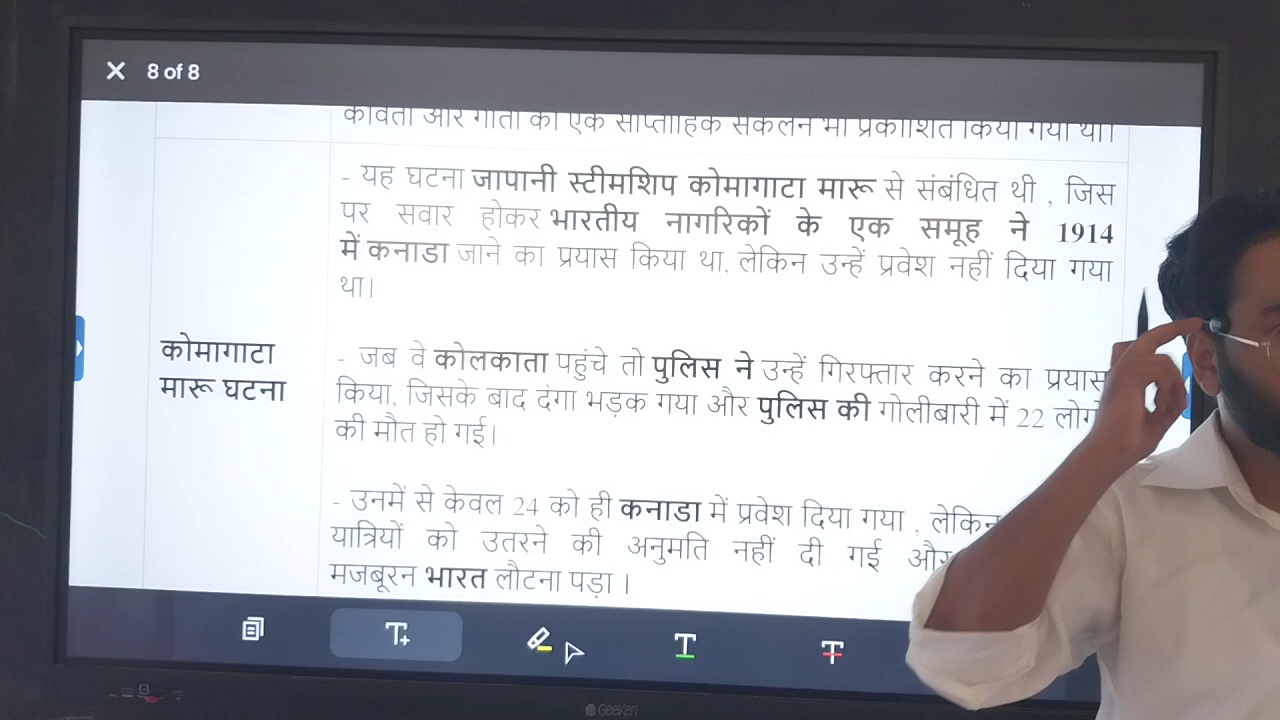 8 of 8
कविता और गीतों का एक साप्ताहिक संकलन भी प्रकाशित किया गया था।
- यह घटना जापानी स्टीमशिप कोमागाटा मारू से संबंधित थी , जिस
पर सवार होकर भारतीय नागरिकों के एक समूह ने 1914
में कनाडा जाने का प्रयास किया था, लेकिन उन्हें प्रवेश नहीं दिया गया
था।
कोमागाटा
मारू घटना
- जब वे कोलकाता पहुंचे तो पुलिस ने उन्हें गिरफ्तार करने का प्रयास
किया, जिसके बाद दंगा भड़क गया और पुलिस की गोलीबारी में 22 लोगों
की मौत हो गई।
- उनमें से केवल 24 को ही कनाडा में प्रवेश दिया गया , लेकिन
यात्रियों को उतरने की अनुमति नहीं दी गई और
मजबूरन भारत लौटना पड़ा ।
Geeken